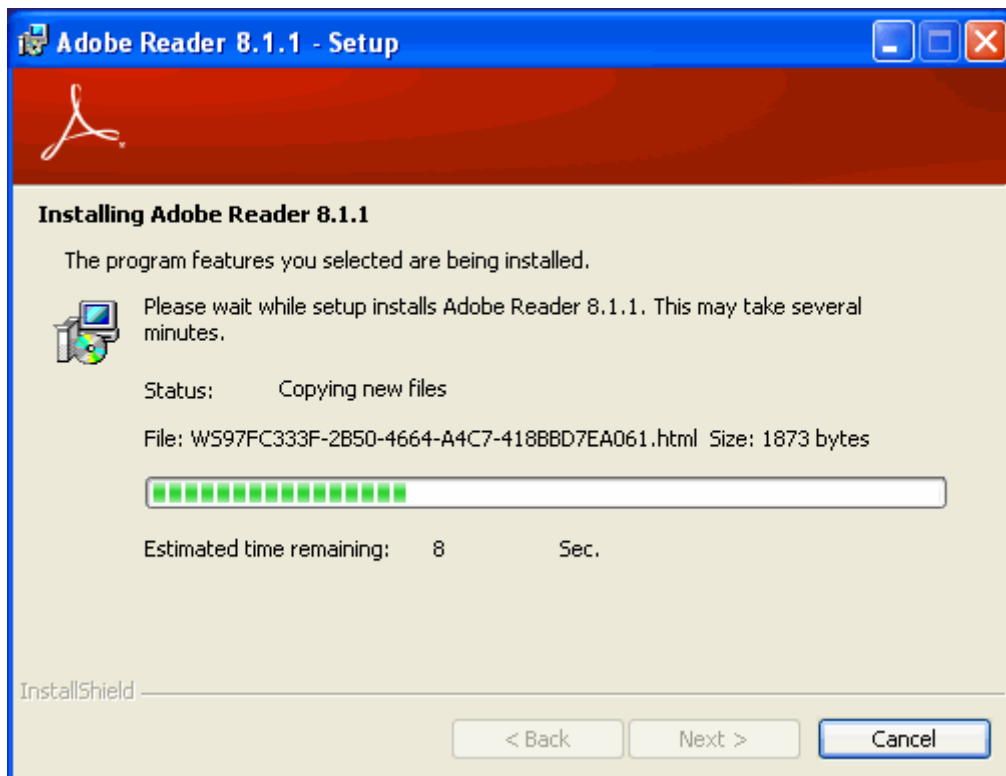 Adobe Reader 8.1.1 - Setup
Installing Adobe Reader 8.1.1
The program features you selected are being installed.
Please wait while setup installs Adobe Reader 8.1.1. This may take several
minutes.
Status: Copying new files
File: WS97FC333F-2B50-4664-A4C7-418BBD7EA061.html Size: 1873 bytes
Estimated time remaining: 8 Sec.
InstallShield
< Back Next > Cancel